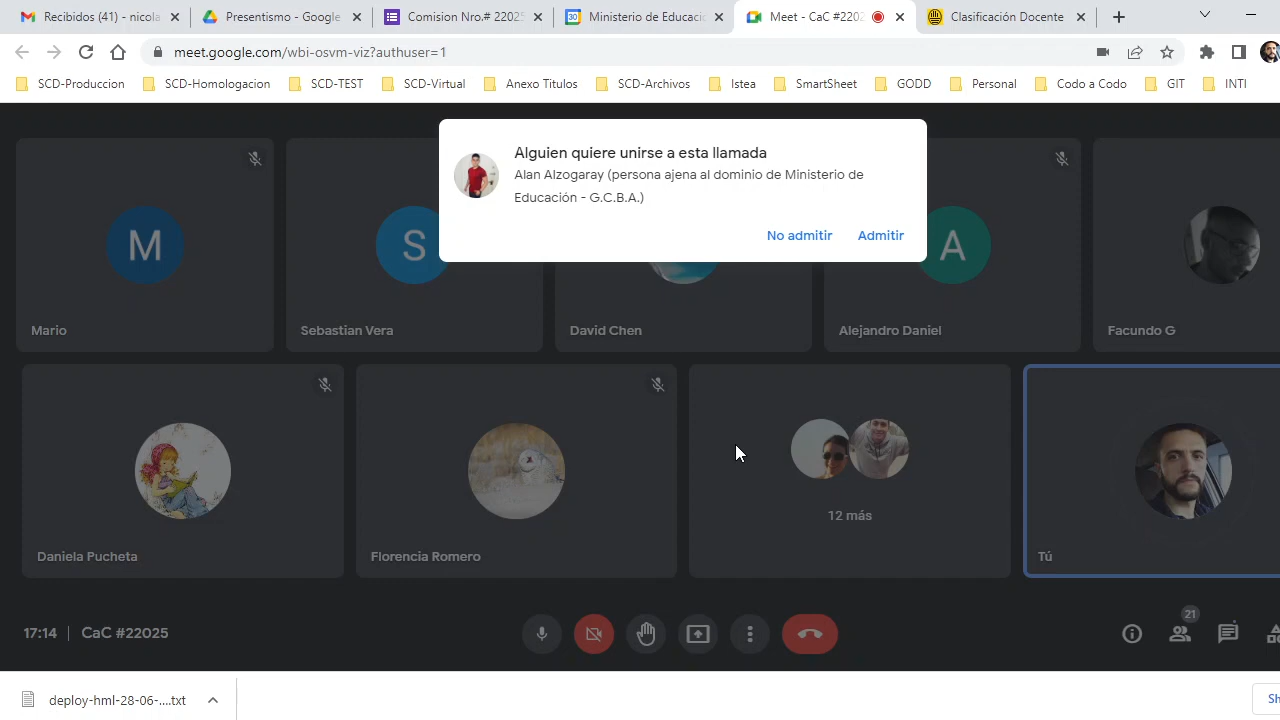 Recibidos (41) - nicola
Presentismo - Google
Comision Nro.# 22025
Ministerio de Educacio
Meet - CaC #2202
Clasificación Docente
meet.google.com/wbi-osvm-viz?authuser=1
SCD-Produccion
SCD-Homologacion
SCD-TEST
SCD-Virtual
Anexo Titulos
SCD-Archivos
Istea
SmartSheet
GODD
Personal
Codo a Codo
GIT
INTI
Alguien quiere unirse a esta llamada
Alan Alzogaray (persona ajena al dominio de Ministerio de
Educación - G.C.B.A.)
No admitir
Admitir
M
S
A
Mario
Sebastian Vera
David Chen
Alejandro Daniel
Facundo G
12 más
Daniela Pucheta
Florencia Romero
Tú
17:14 | CaC #22025
21
deploy-hml-28-06-....txt
Sh